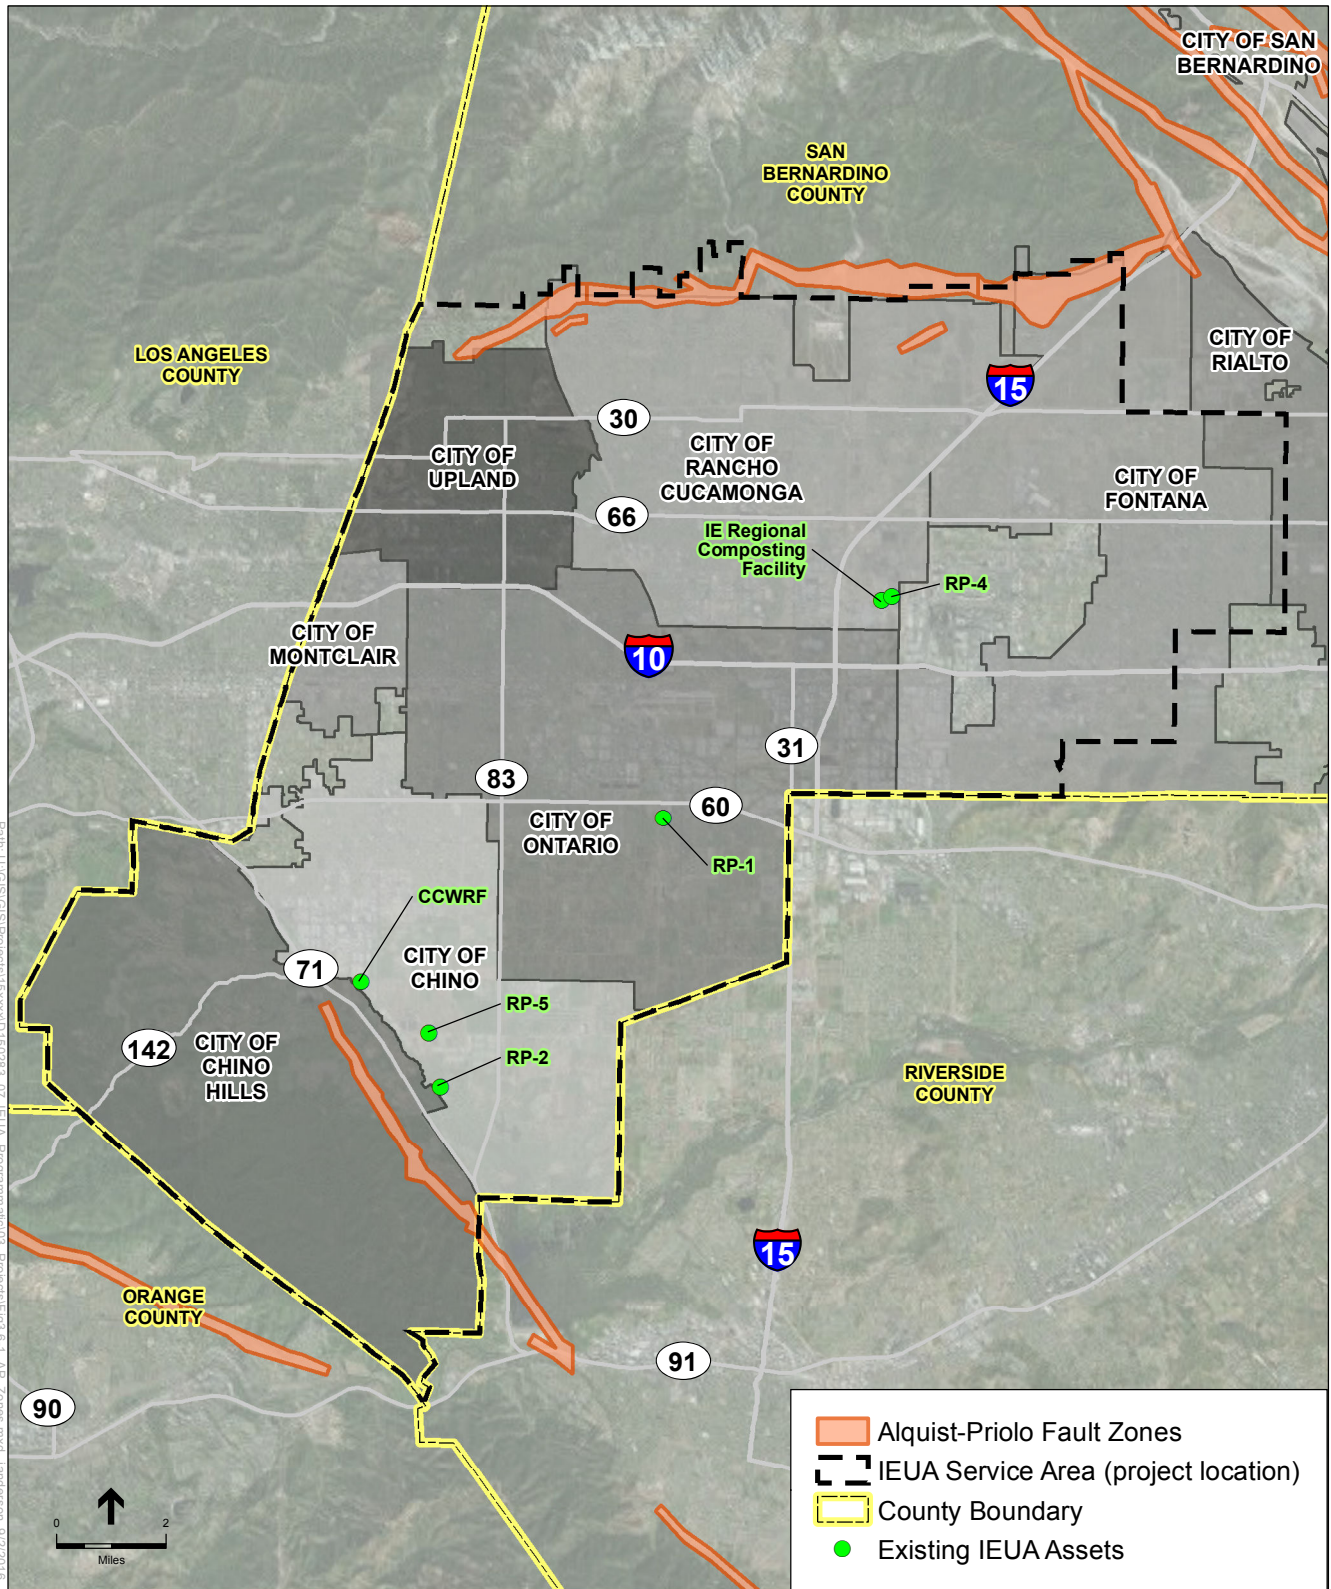 CITY OF SAN
BERNARDINO
SAN
BERNARDINO
COUNTY
LOS ANGELES
COUNTY
CITY OF
RIALTO
15
30
CITY OF
UPLAND
CITY OF
RANCHO
CUCAMONGA
CITY OF
FONTANA
66
IE Regional
Composting
Facility
RP-4
CITY OF
MONTCLAIR
10
31
83
60
CITY OF
ONTARIO
RP-1
CCWRF
CITY OF
CHINO
71
RP-5
142
CITY OF
CHINO
HILLS
RP-2
RIVERSIDE
COUNTY
15
ORANGE
COUNTY
91
90
0 2
Miles
Alquist-Priolo Fault Zones
IEUA Service Area (project location)
County Boundary
Existing IEUA Assets